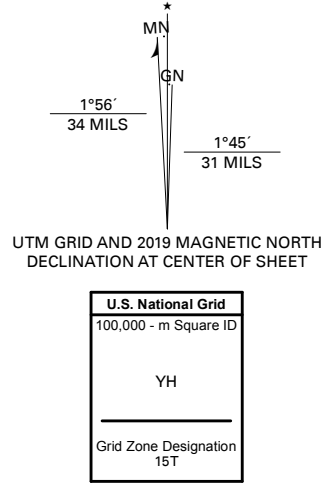 MN
GN
1°56´
34 MILS
1°45´
31 MILS
UTM GRID AND 2019 MAGNETIC NORTH
DECLINATION AT CENTER OF SHEET
U.S. National Grid
100,000 - m Square ID
YH
Grid Zone Designation
15T